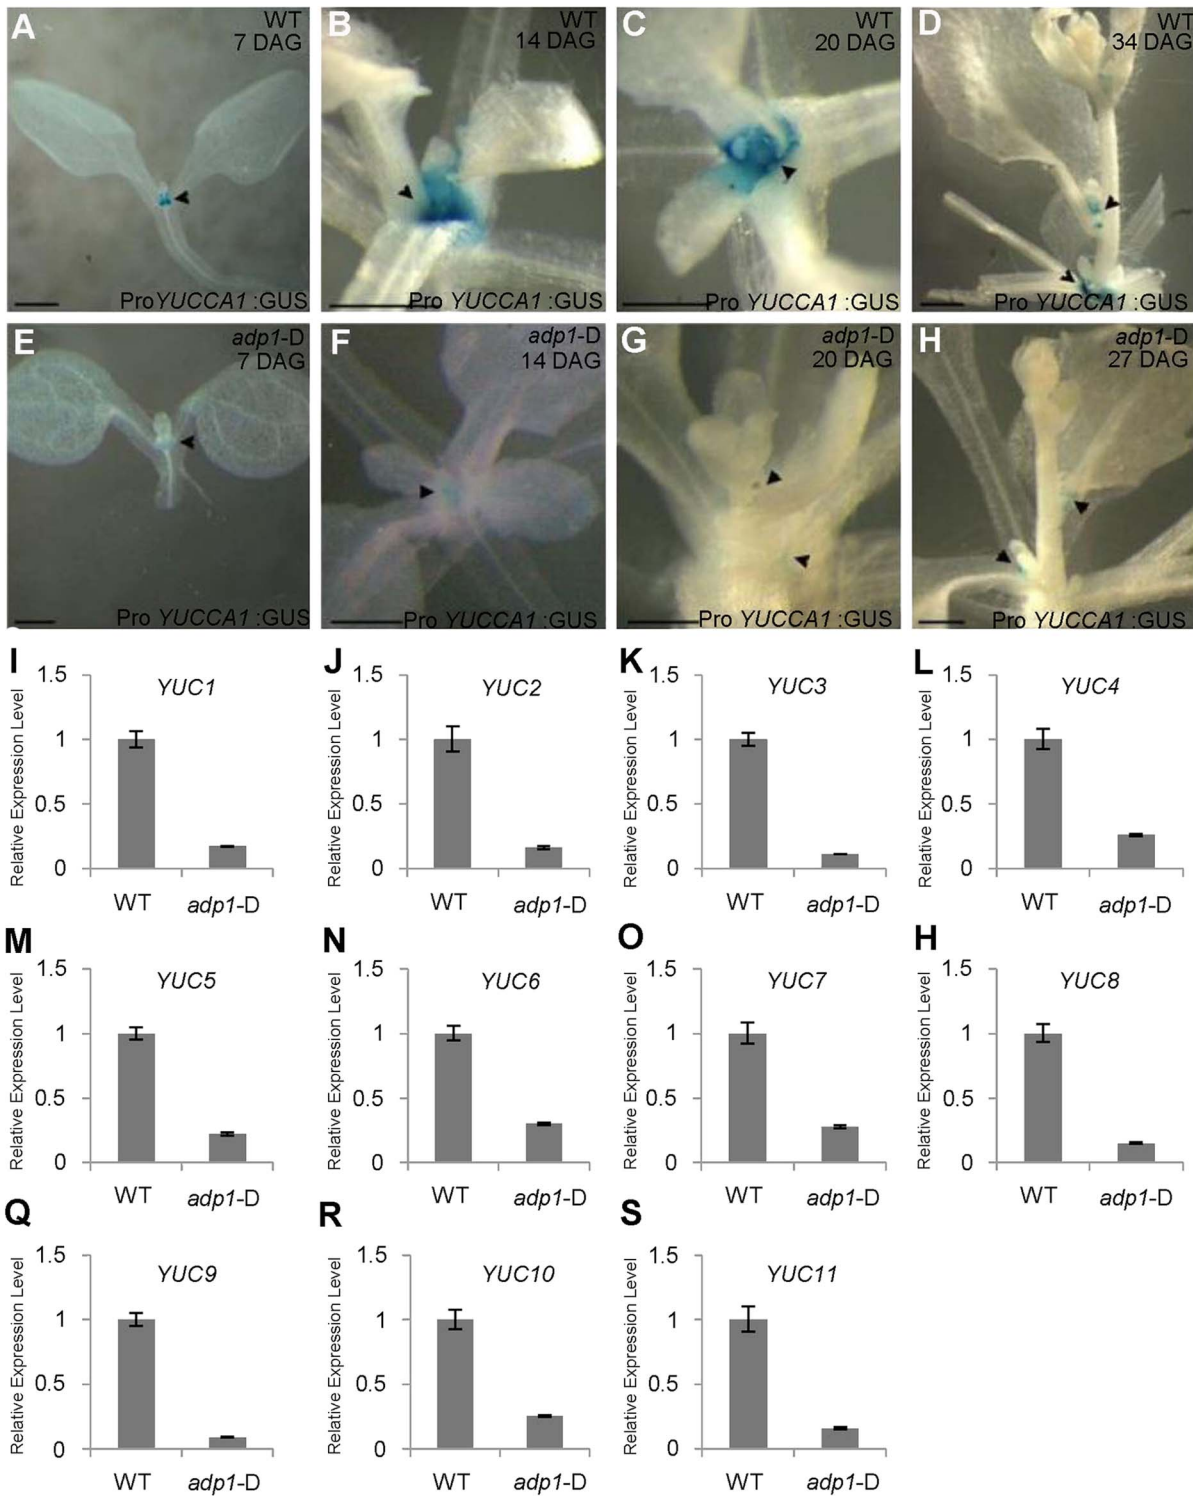 A
WT
7 DAG
ProYUCCA1 :GUS
B
WT
14 DAG
Pro YUCCA1 :GUS
C
WT
20 DAG
Pro YUCCA1 :GUS
D
WT
34 DAG
Pro YUCCA1 :GUS
E
adp1-D
7 DAG
Pro YUCCA1 :GUS
F
adp1-D
14 DAG
Pro YUCCA1 :GUS
G
adp1-D
20 DAG
Pro YUCCA1 :GUS
H
adp1-D
27 DAG
Pro YUCCA1 :GUS
I
YUC1
Relative Expression Level
1.5
1
0.5
0
WT adp1-D
J
YUC2
Relative Expression Level
1.5
1
0.5
0
WT adp1-D
K
YUC3
Relative Expression Level
1.5
1
0.5
0
WT adp1-D
L
YUC4
Relative Expression Level
1.5
1
0.5
0
WT adp1-D
M
YUC5
Relative Expression Level
1.5
1
0.5
0
WT adp1-D
N
YUC6
Relative Expression Level
1.5
1
0.5
0
WT adp1-D
O
YUC7
Relative Expression Level
1.5
1
0.5
0
WT adp1-D
H
YUC8
Relative Expression Level
1.5
1
0.5
0
WT adp1-D
Q
YUC9
Relative Expression Level
1.5
1
0.5
0
WT adp1-D
R
YUC10
Relative Expression Level
1.5
1
0.5
0
WT adp1-D
S
YUC11
Relative Expression Level
1.5
1
0.5
0
WT adp1-D